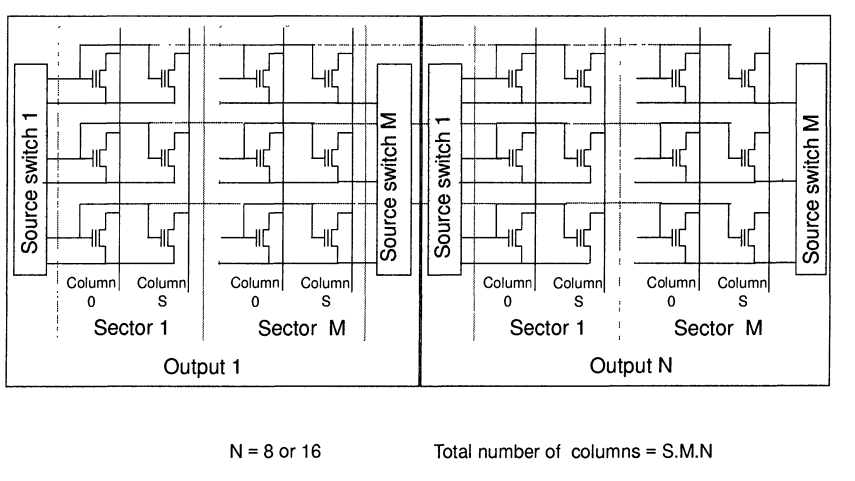 Source switch 1
Source switch M
Source switch 1
Source switch M
Column 0
Column S
Column 0
Column S
Column 0
Column S
Column 0
Column S
Sector 1
Sector M
Sector 1
Sector M
Output 1
Output N
N = 8 or 16
Total number of columns = S.M.N